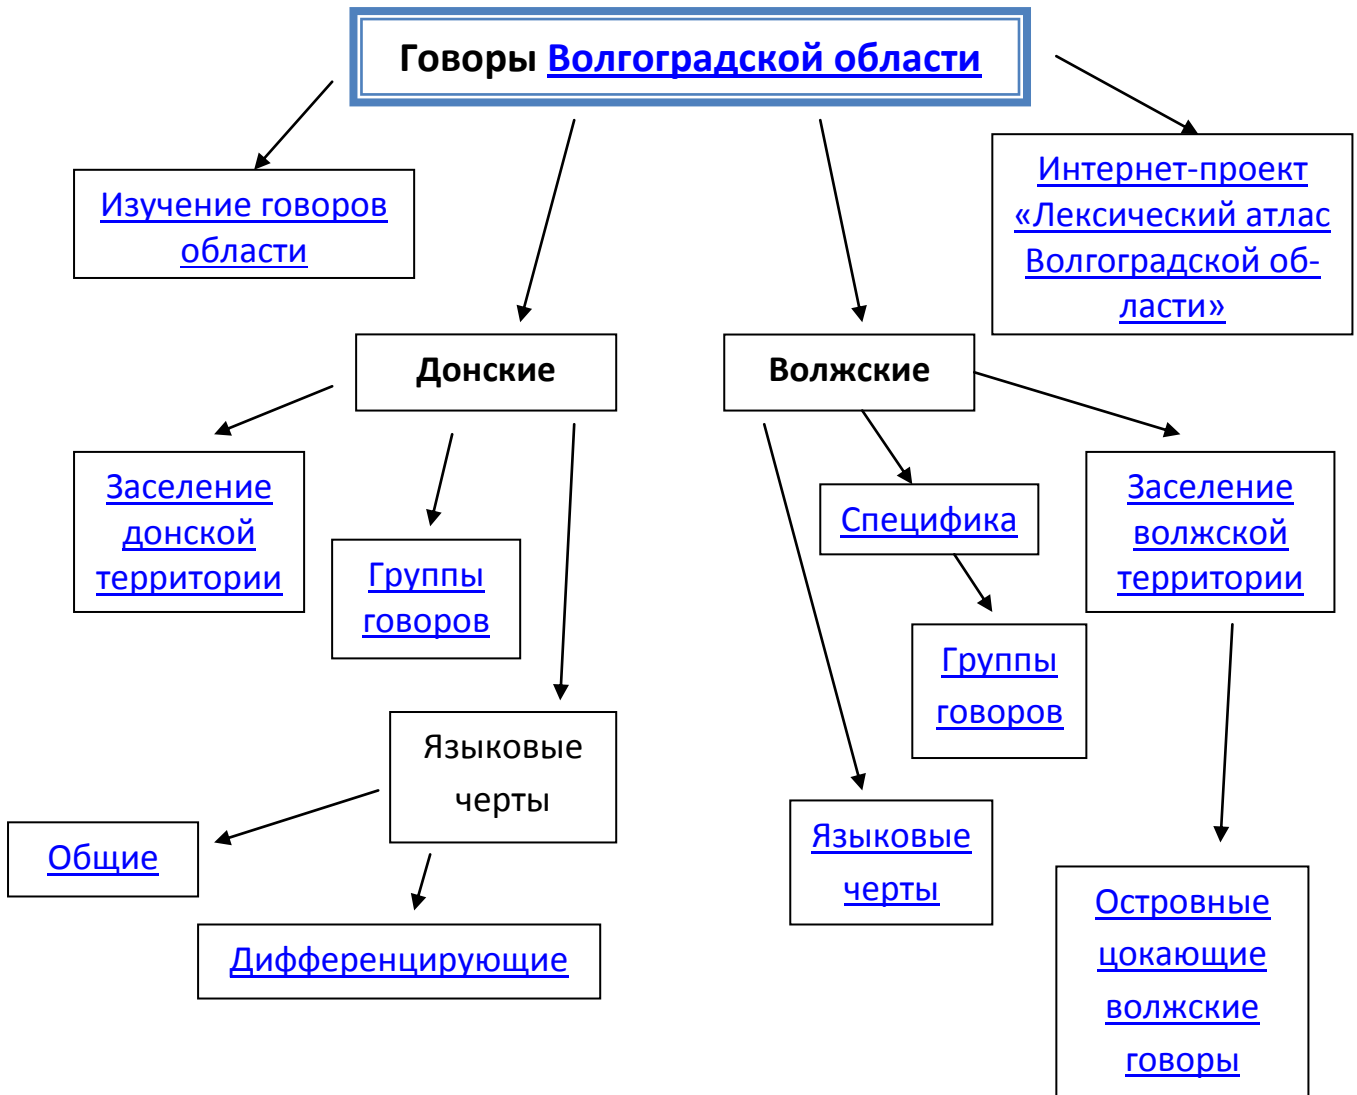 Говоры Волгоградской области
Изучение говоров
области
Интернет-проект
«Лексический атлас
Волгоградской об-
ласти»
Донские
Волжские
Заселение
донской
территории
Группы
говоров
Специфика
Заселение
волжской
территории
Группы
говоров
Языковые
черты
Общие
Дифференцирующие
Языковые
черты
Островные
цокающие
волжские
говоры